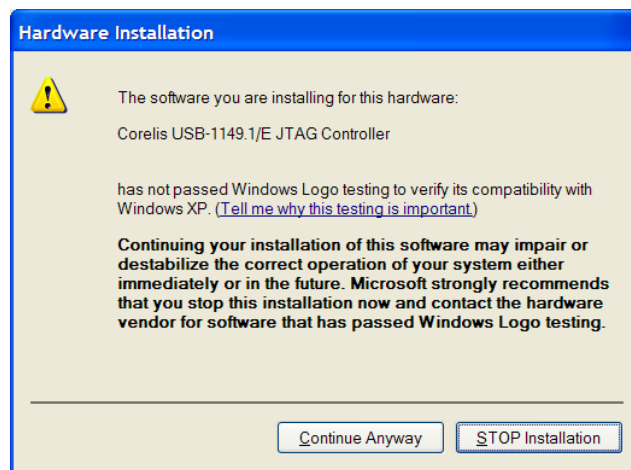 Hardware Installation
The software you are installing for this hardware:
Corelis USB-1149.1/E JTAG Controller
has not passed Windows Logo testing to verify its compatibility with
Windows XP. (Tell me why this testing is important.)
Continuing your installation of this software may impair or
destabilize the correct operation of your system either
immediately or in the future. Microsoft strongly recommends
that you stop this installation now and contact the hardware
vendor for software that has passed Windows Logo testing.
Continue Anyway
STOP Installation